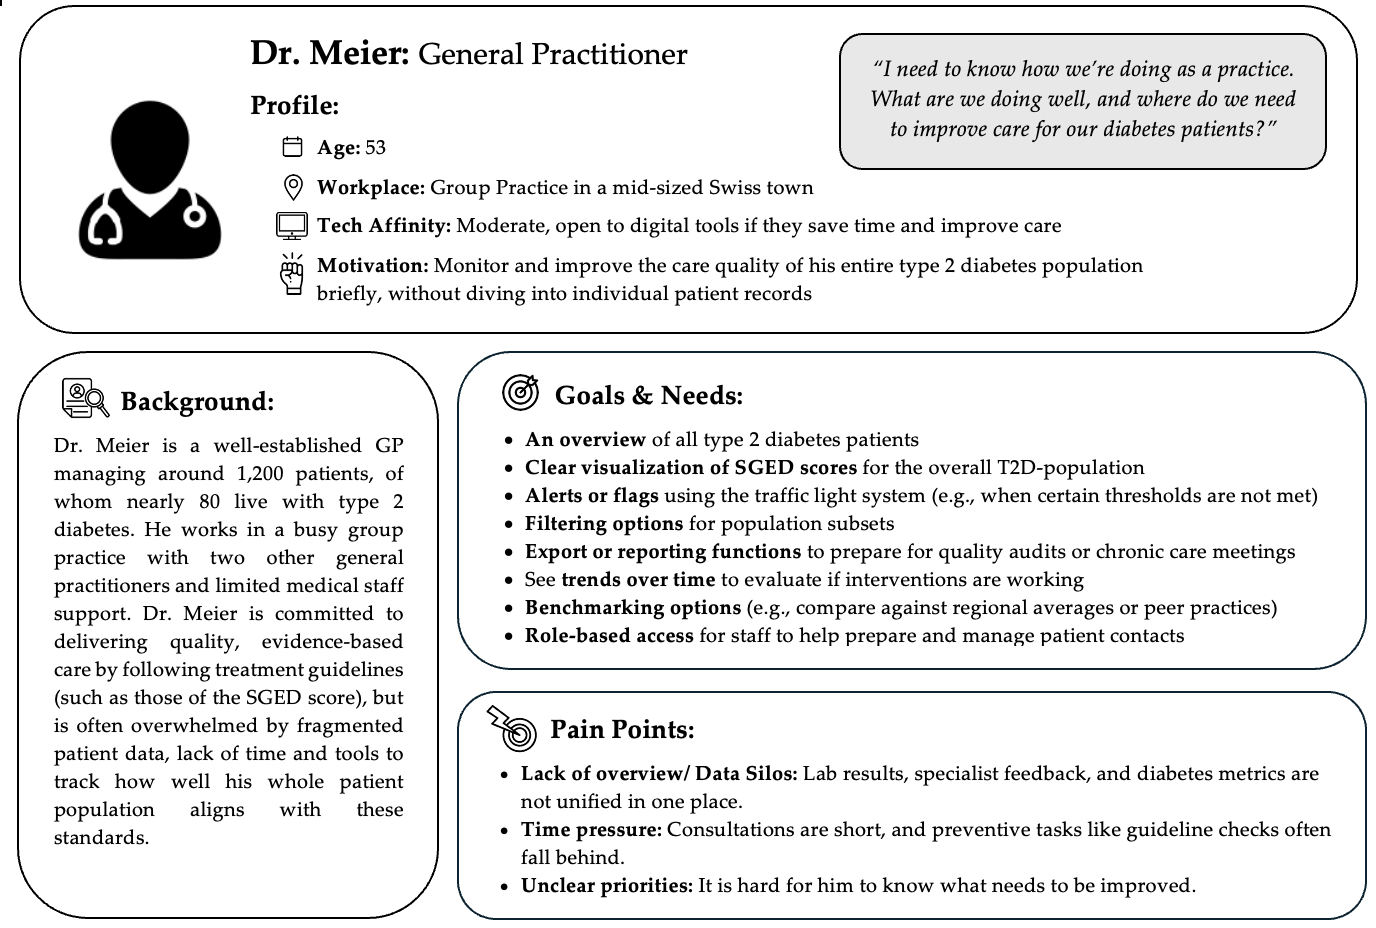 Dr. Meier: General Practitioner
“I need to know how we’re doing as a practice.
What are we doing well, and where do we need
to improve care for our diabetes patients?”
Profile:
Age: 53
Workplace: Group Practice in a mid-sized Swiss town
Tech Affinity: Moderate, open to digital tools if they save time and improve care
Motivation: Monitor and improve the care quality of his entire type 2 diabetes population
briefly, without diving into individual patient records
Background:
Dr. Meier is a well-established GP
managing around 1,200 patients, of
whom nearly 80 live with type 2
diabetes. He works in a busy group
practice with two other general
practitioners and limited medical staff
support. Dr. Meier is committed to
delivering quality, evidence-based
care by following treatment guidelines
(such as those of the SGED score), but
is often overwhelmed by fragmented
patient data, lack of time and tools to
track how well his whole patient
population aligns with these
standards.
Goals & Needs:
• An overview of all type 2 diabetes patients
• Clear visualization of SGED scores for the overall T2D-population
• Alerts or flags using the traffic light system (e.g., when certain thresholds are not met)
• Filtering options for population subsets
• Export or reporting functions to prepare for quality audits or chronic care meetings
• See trends over time to evaluate if interventions are working
• Benchmarking options (e.g., compare against regional averages or peer practices)
• Role-based access for staff to help prepare and manage patient contacts
Pain Points:
• Lack of overview/ Data Silos: Lab results, specialist feedback, and diabetes metrics are
not unified in one place.
• Time pressure: Consultations are short, and preventive tasks like guideline checks often
fall behind.
• Unclear priorities: It is hard for him to know what needs to be improved.